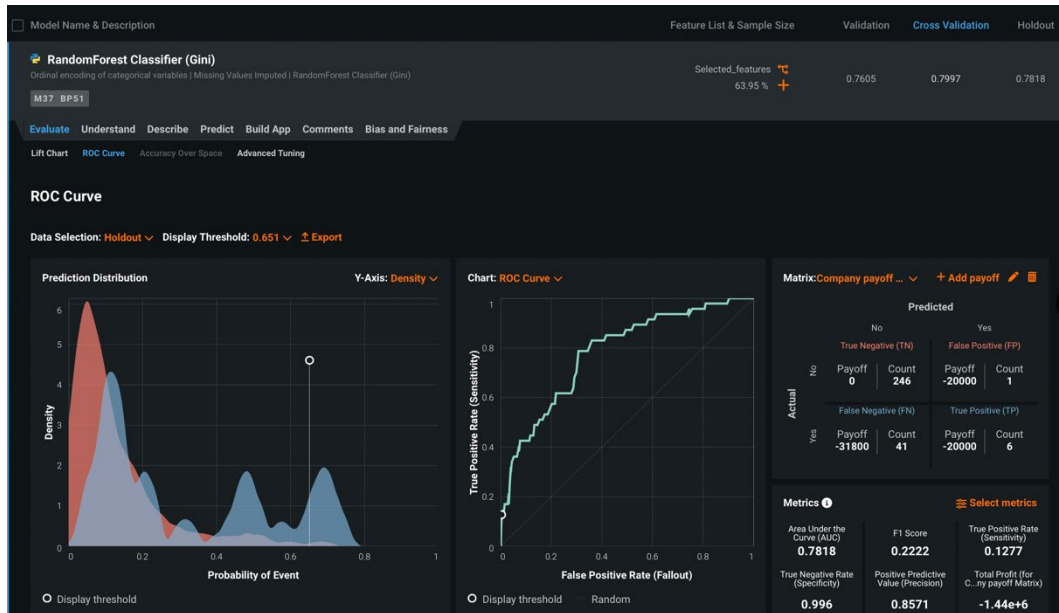 Model Name & Description Feature List & Sample Size Validation Cross Validation Holdout
RandomForest Classifier (Gini)
Ordinal encoding of categorical variables | Missing Values Imputed | RandomForest Classifier (Gini)
M37 BP51
Selected_features
63.95 %
0.7605 0.7997 0.7818
Evaluate Understand Describe Predict Build App Comments Bias and Fairness
Lift Chart ROC Curve Accuracy Over Space Advanced Tuning
ROC Curve
Data Selection: Holdout Display Threshold: 0.651 Export
Prediction Distribution Y-Axis: Density
6
5
4
3
2
1
0
Density
0 0.2 0.4 0.6 0.8 1
Probability of Event
Display threshold
Chart: ROC Curve
1
0.8
0.6
0.4
0.2
0
True Positive Rate (Sensitivity)
0 0.2 0.4 0.6 0.8 1
False Positive Rate (Fallout)
Display threshold Random
Matrix:Company payoff ... + Add payoff
Predicted
No Yes
Actual
No
True Negative (TN) False Positive (FP)
Payoff Count Payoff Count
0 246 -20000 1
Yes
False Negative (FN) True Positive (TP)
Payoff Count Payoff Count
-31800 41 -20000 6
Metrics Select metrics
Area Under the Curve (AUC)
0.7818
F1 Score
0.2222
True Positive Rate (Sensitivity)
0.1277
True Negative Rate (Specificity)
0.996
Positive Predictive Value (Precision)
0.8571
Total Profit (for C...ny payoff Matrix)
-1.44e+6